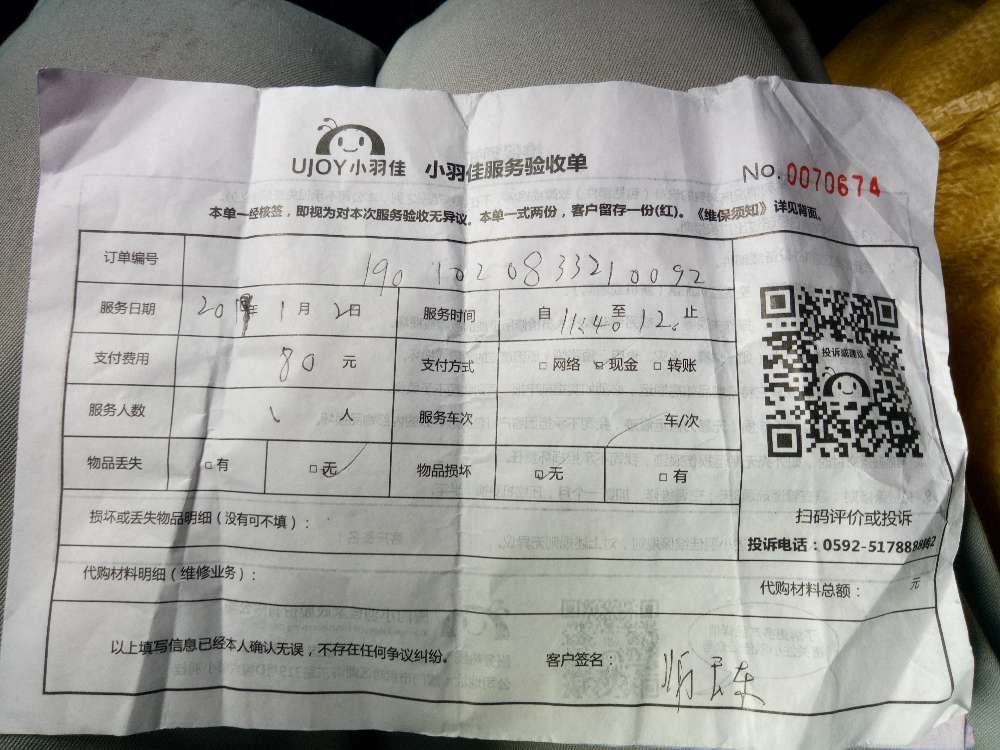 UJOY小羽佳 小羽佳服务验收单
No. 0070674
本单一经核签，即视为对本次服务验收无异议。本单一式两份，客户留存一份(红)。《维保须知》详见背面。
订单编号 190102083321 0092
服务日期 2019年 1 月 2日 服务时间 自 11:40 至 12: 止
支付费用 80 元 支付方式 □网络 ☑现金 □转账
服务人数 1 人 服务车次 车/次
物品丢失 □有 □无 物品损坏 □无 □有
投诉或建议
扫码评价或投诉
损坏或丢失物品明细（没有可不填）：
投诉电话：0592-5178888
代购材料明细（维修业务）：
代购材料总额： 元
以上填写信息已经本人确认无误，不存在任何争议纠纷。
客户签名：